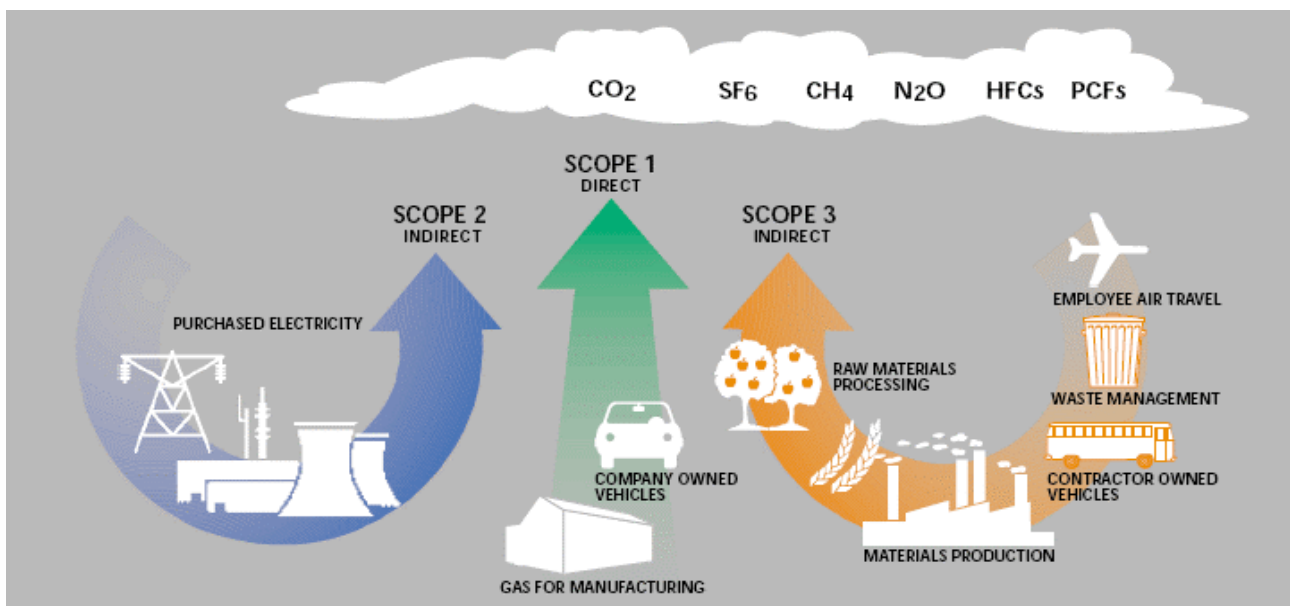 CO2 SF6 CH4 N2O HFCs PCFs
SCOPE 1
DIRECT
SCOPE 2
INDIRECT
SCOPE 3
INDIRECT
PURCHASED ELECTRICITY
COMPANY OWNED
VEHICLES
GAS FOR MANUFACTURING
RAW MATERIALS
PROCESSING
MATERIALS PRODUCTION
EMPLOYEE AIR TRAVEL
WASTE MANAGEMENT
CONTRACTOR OWNED
VEHICLES